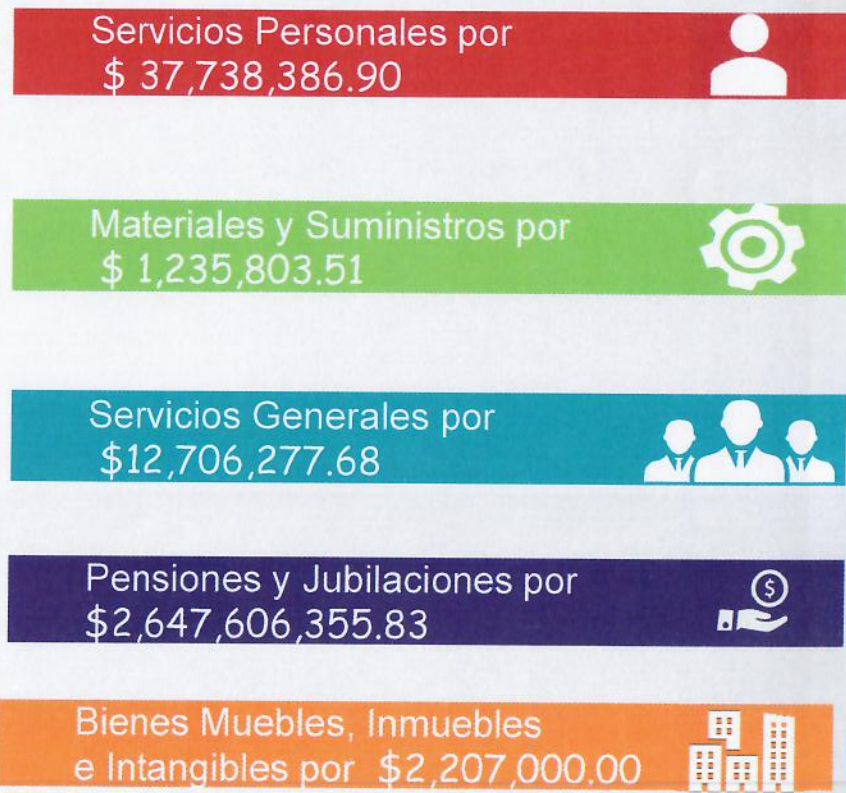 Servicios Personales por
$ 37,738,386.90
Materiales y Suministros por
$ 1,235,803.51
Servicios Generales por
$12,706,277.68
Pensiones y Jubilaciones por
$2,647,606,355.83
Bienes Muebles, Inmuebles
e Intangibles por $2,207,000.00